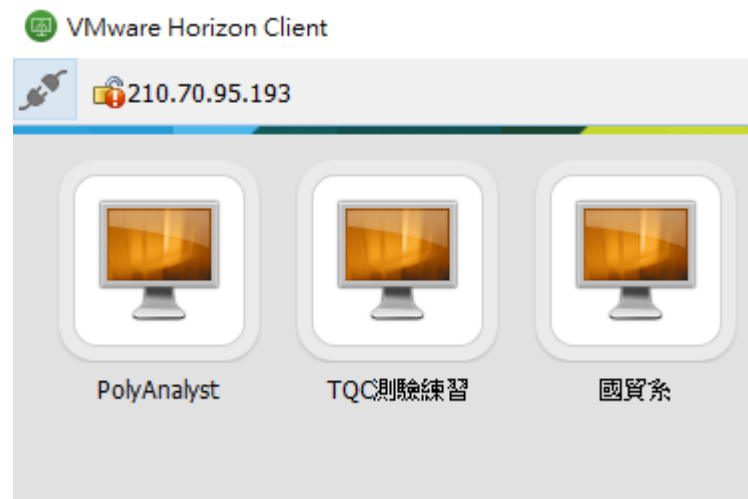 VMware Horizon Client
210.70.95.193
PolyAnalyst
TQC測驗練習
國貿系